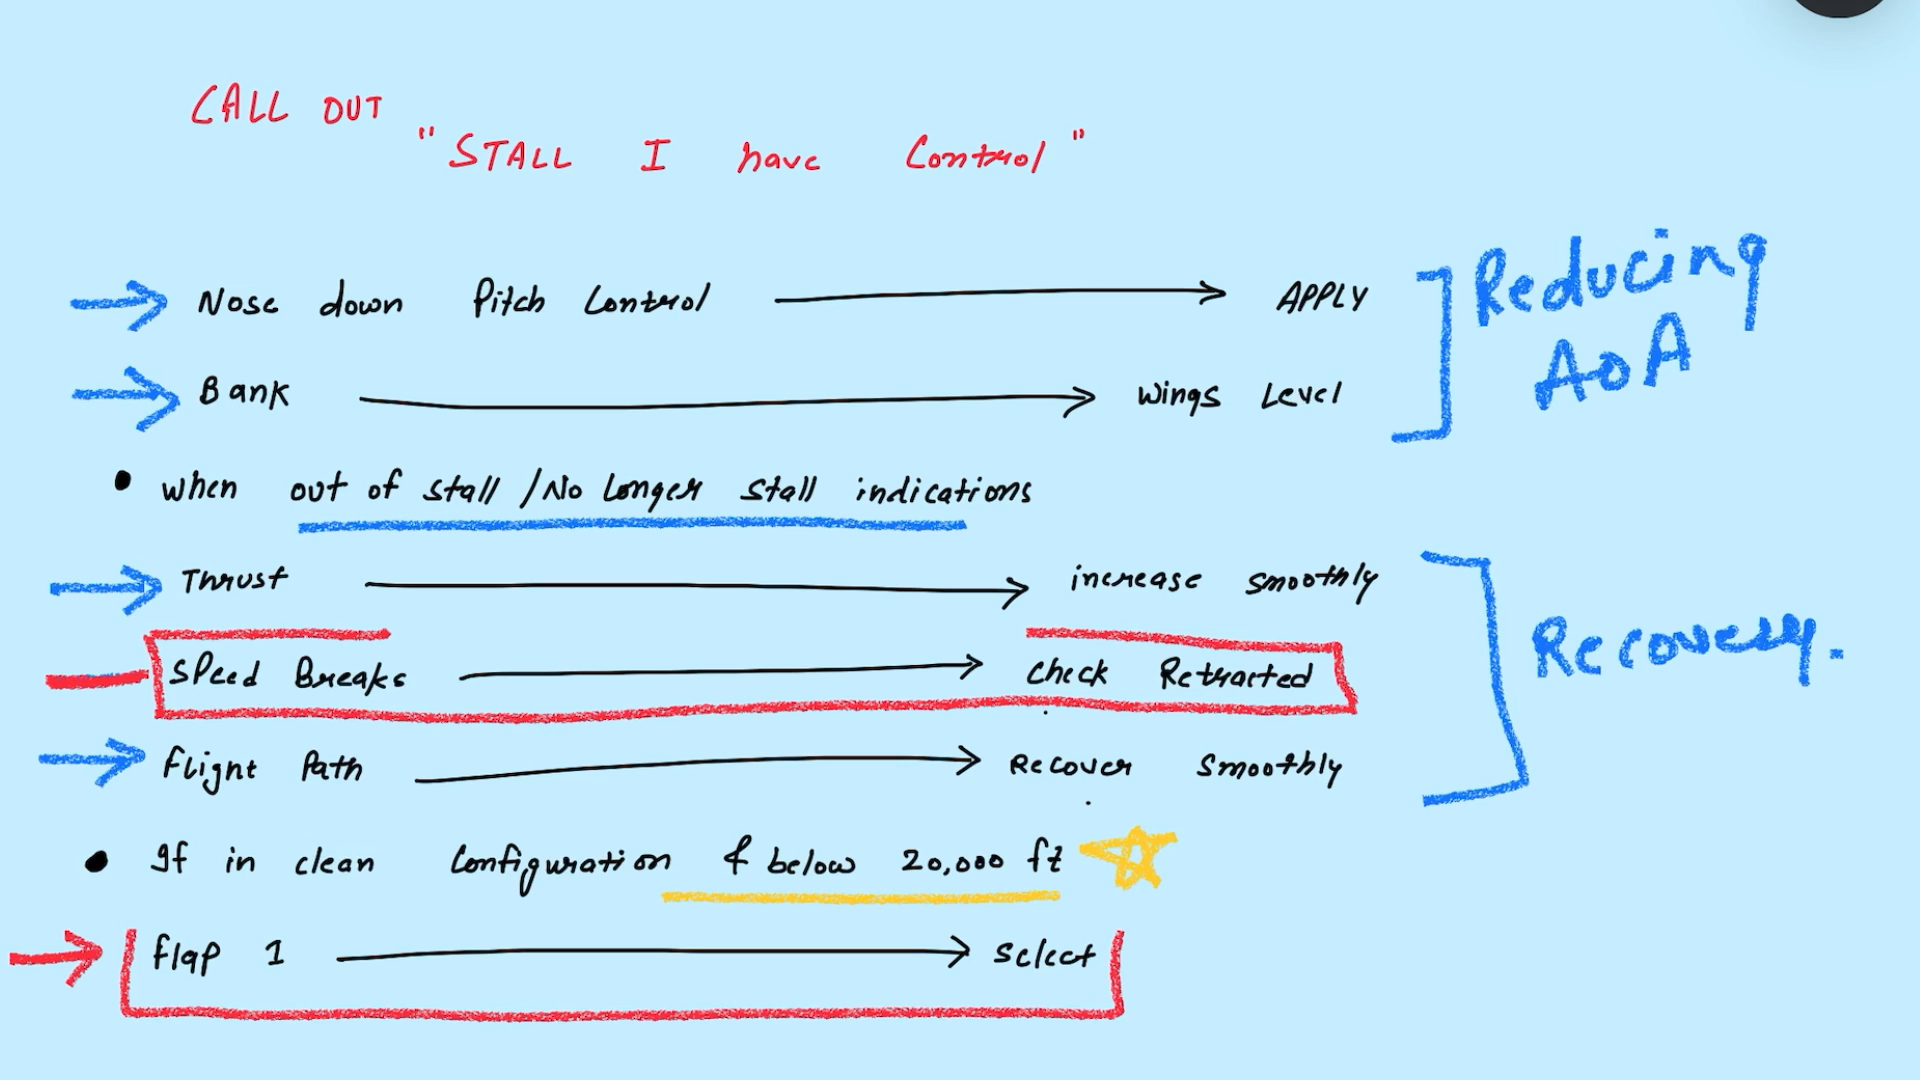 CALL OUT
"STALL I have Control"
Nose down Pitch Control → APPLY
Bank → Wings Level
Reducing AOA
• When out of stall / No Longer stall indications
Thrust → increase smoothly
Speed Breaks → Check Retracted
Flight Path → Recover Smoothly
Recovery.
• If in clean Configuration & below 20,000 ft
flap 1 → Select